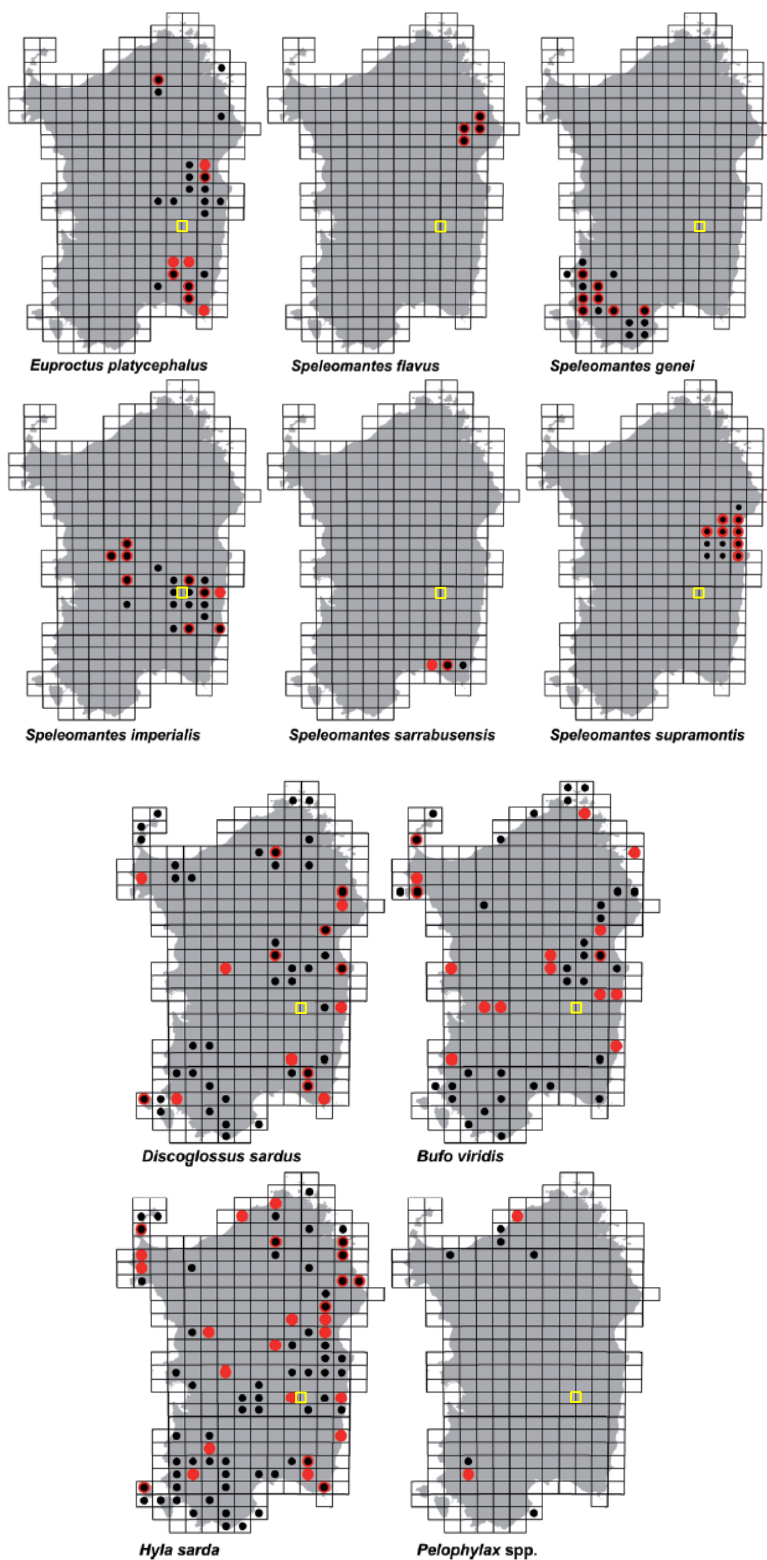 Euproctus platycephalus
Speleomantes flavus
Speleomantes genei
Speleomantes imperialis
Speleomantes sarrabusensis
Speleomantes supramontis
Discoglossus sardus
Bufo viridis
Hyla sarda
Pelophylax spp.